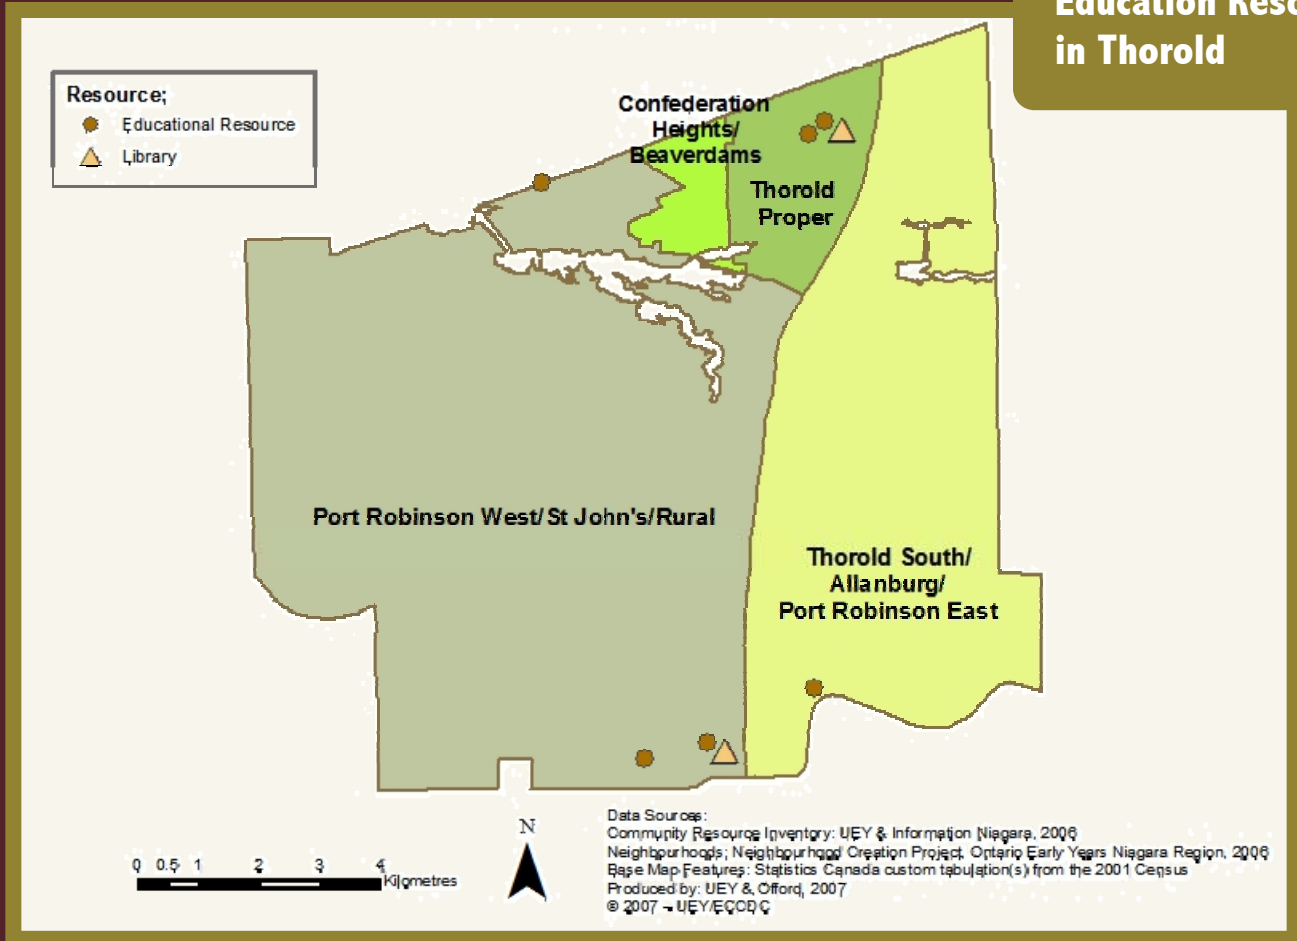 Education Reso
in Thorold
Resource;
Educational Resource
Library
Confederation
Heights/
Beaverdams
Thorold
Proper
Port Robinson West/St John's/Rural
Thorold South/
Allanburg/
Port Robinson East
N
0 0.5 1 2 3 4
Kilometres
Data Sources:
Community Resource Inventory: UEY & Information Niagara, 2006
Neighbourhoods; Neighbourhood Creation Project, Ontario Early Years Niagara Region, 2006
Base Map Features: Statistics Canada custom tabulation(s) from the 2001 Census
Produced by: UEY & Offord, 2007
© 2007 – UEY/ECCDC